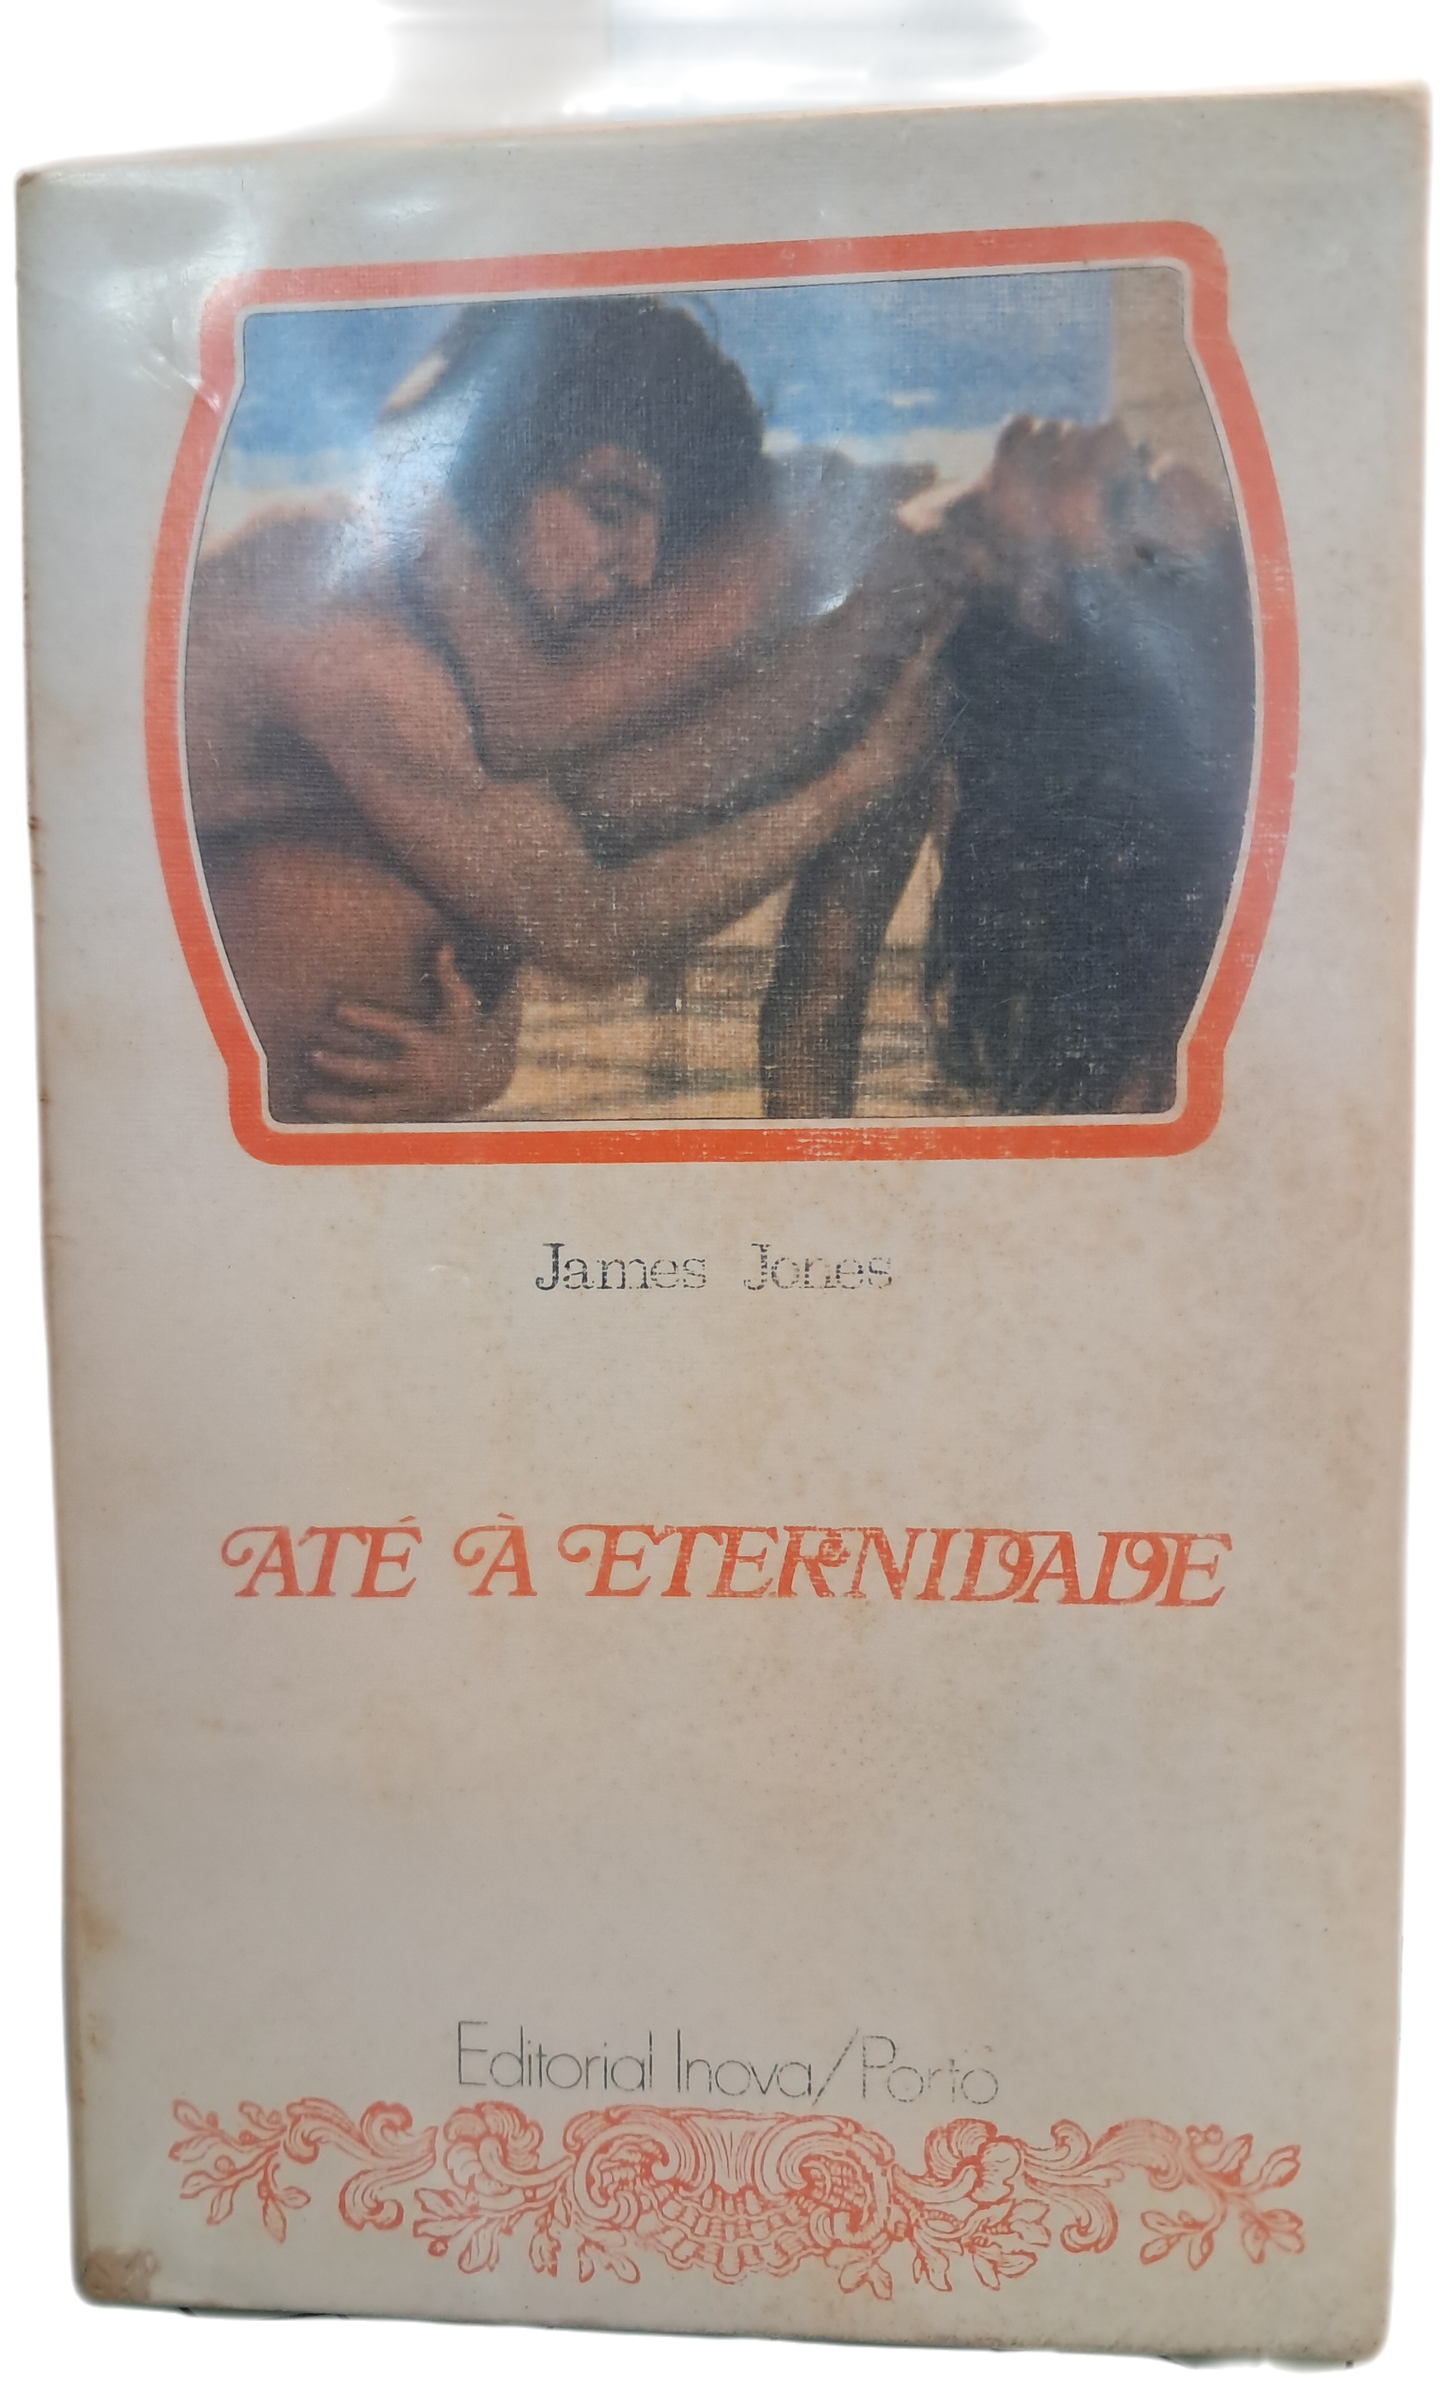 James Jones
ATÉ À ETERNIDADE
Editorial Inova/Porto